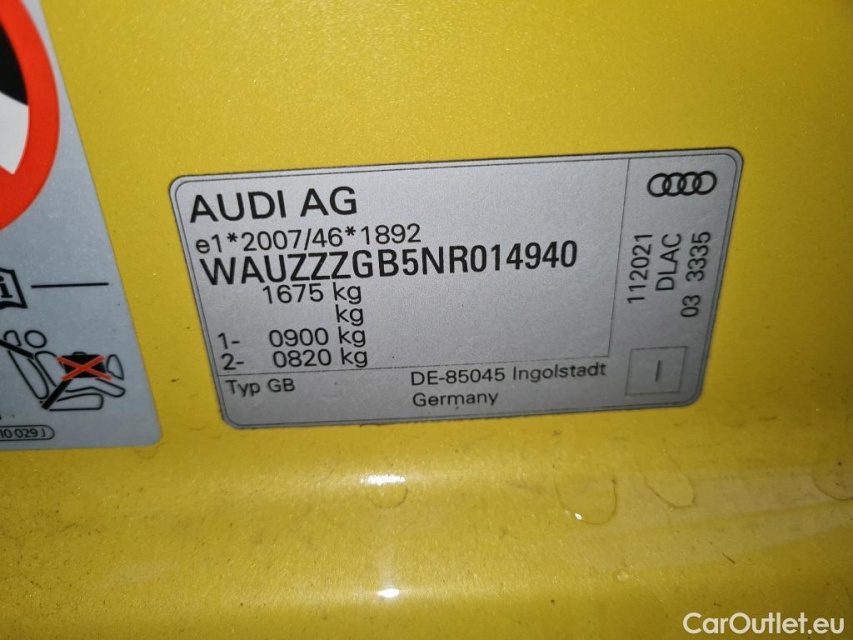 AUDI AG
e1*2007/46*1892
WAUZZZGB5NR014940
1675 kg
kg
1- 0900 kg
2- 0820 kg
Typ GB
DE-85045 Ingolstadt
Germany
112021
DLAC
03 3335
I
i
CarOutlet.eu